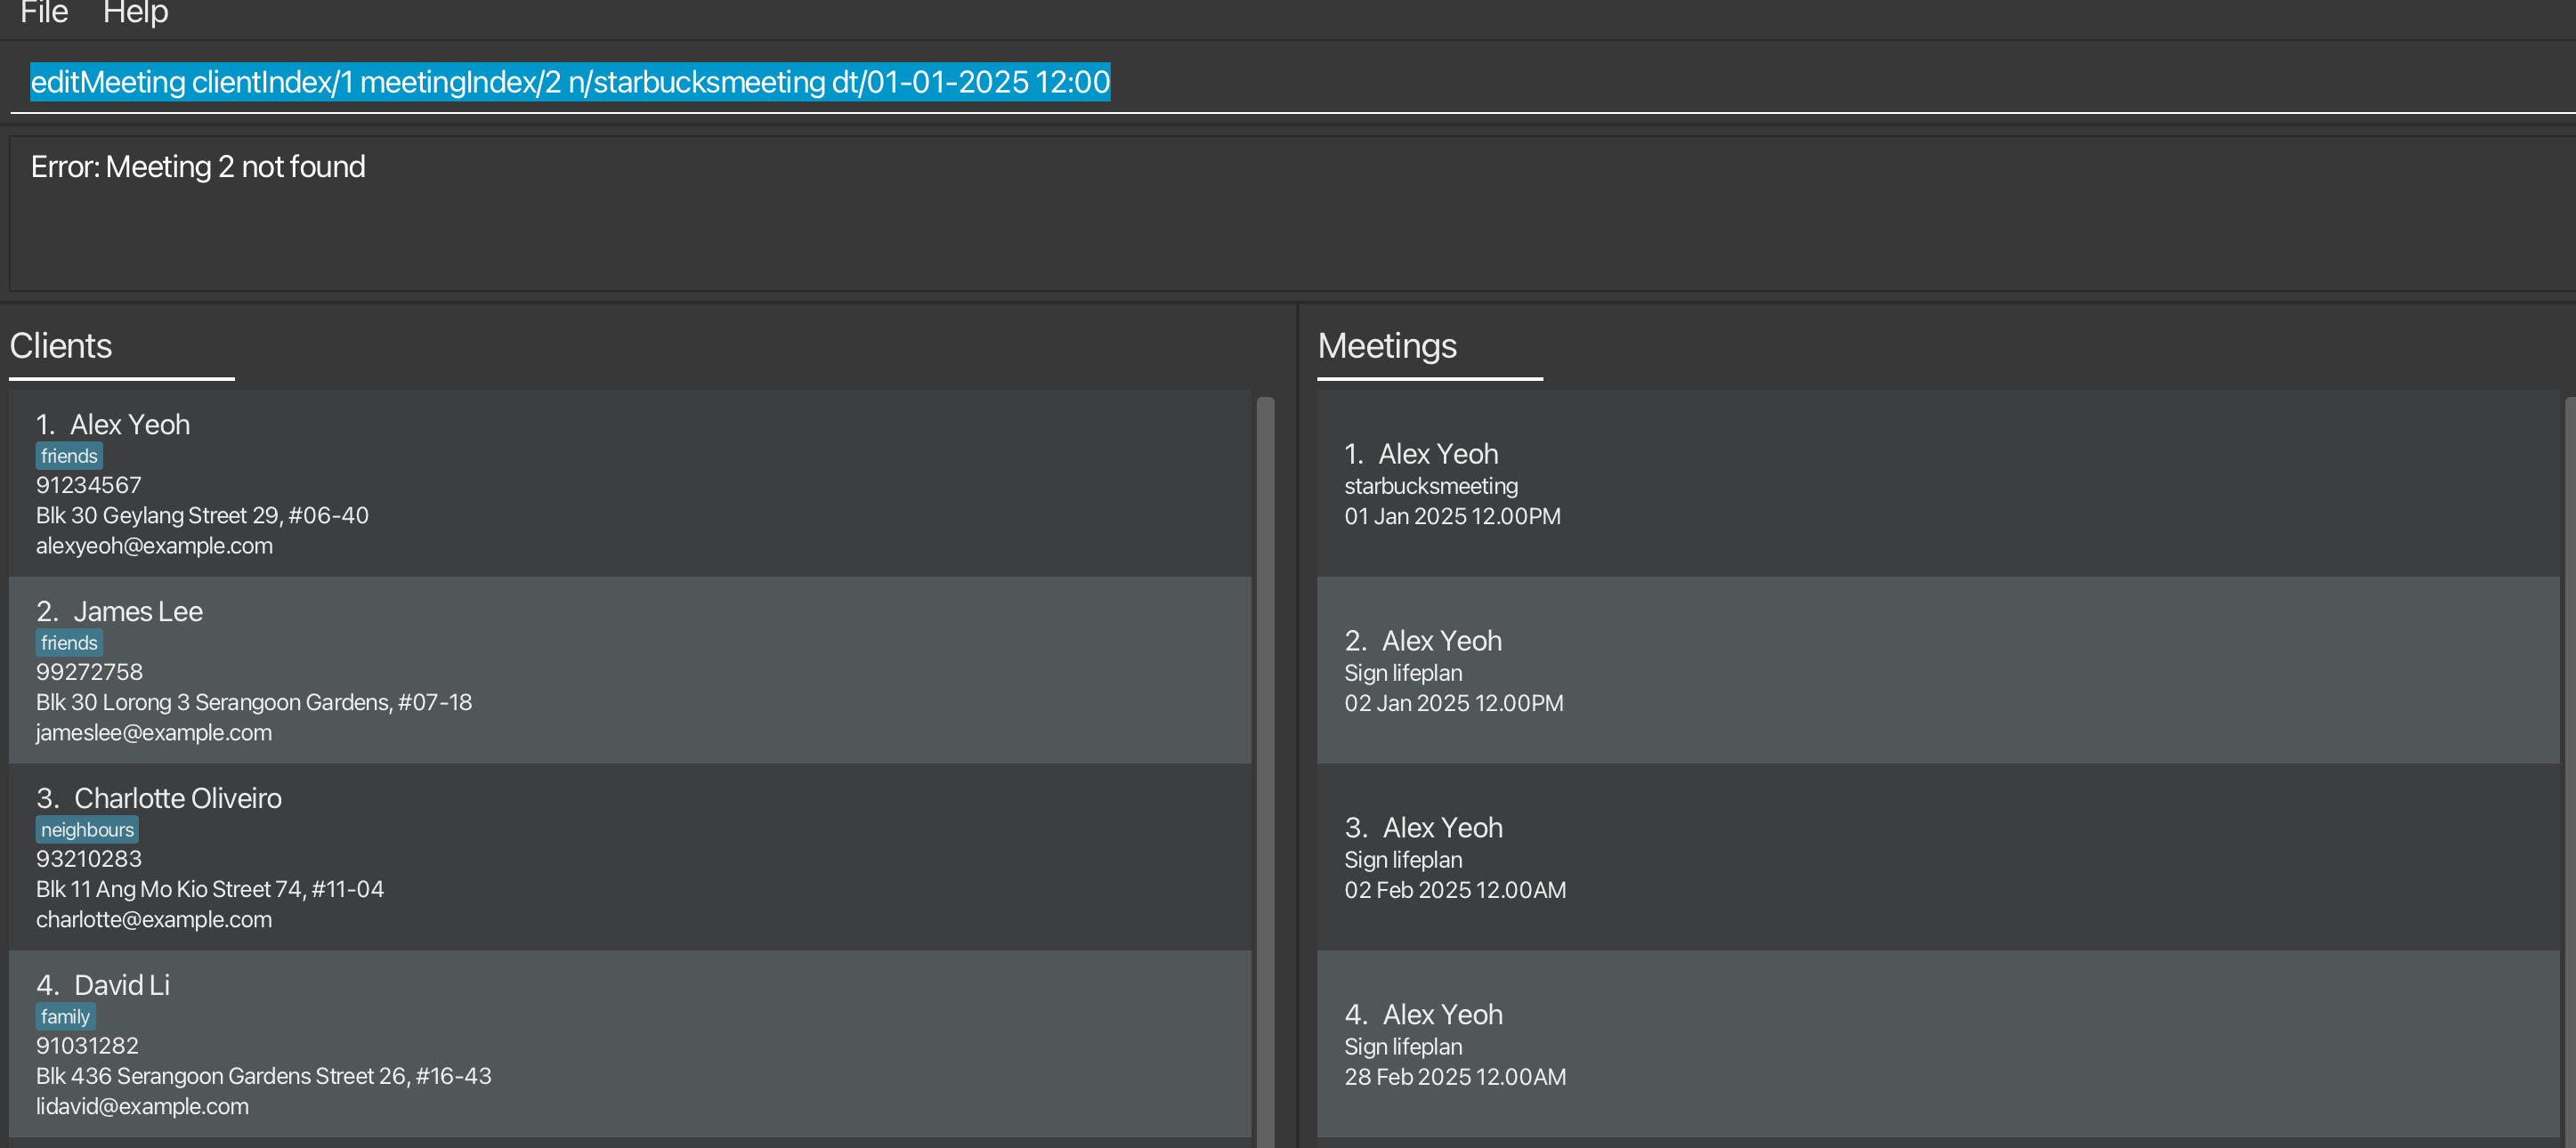 File Help
editMeeting clientIndex/1 meetingIndex/2 n/starbucksmeeting dt/01-01-2025 12:00
Error: Meeting 2 not found
Clients
1. Alex Yeoh
friends
91234567
Blk 30 Geylang Street 29, #06-40
alexyeoh@example.com
2. James Lee
friends
99272758
Blk 30 Lorong 3 Serangoon Gardens, #07-18
jameslee@example.com
3. Charlotte Oliveiro
neighbours
93210283
Blk 11 Ang Mo Kio Street 74, #11-04
charlotte@example.com
4. David Li
family
91031282
Blk 436 Serangoon Gardens Street 26, #16-43
lidavid@example.com
Meetings
1. Alex Yeoh
starbucksmeeting
01 Jan 2025 12.00PM
2. Alex Yeoh
Sign lifeplan
02 Jan 2025 12.00PM
3. Alex Yeoh
Sign lifeplan
02 Feb 2025 12.00AM
4. Alex Yeoh
Sign lifeplan
28 Feb 2025 12.00AM